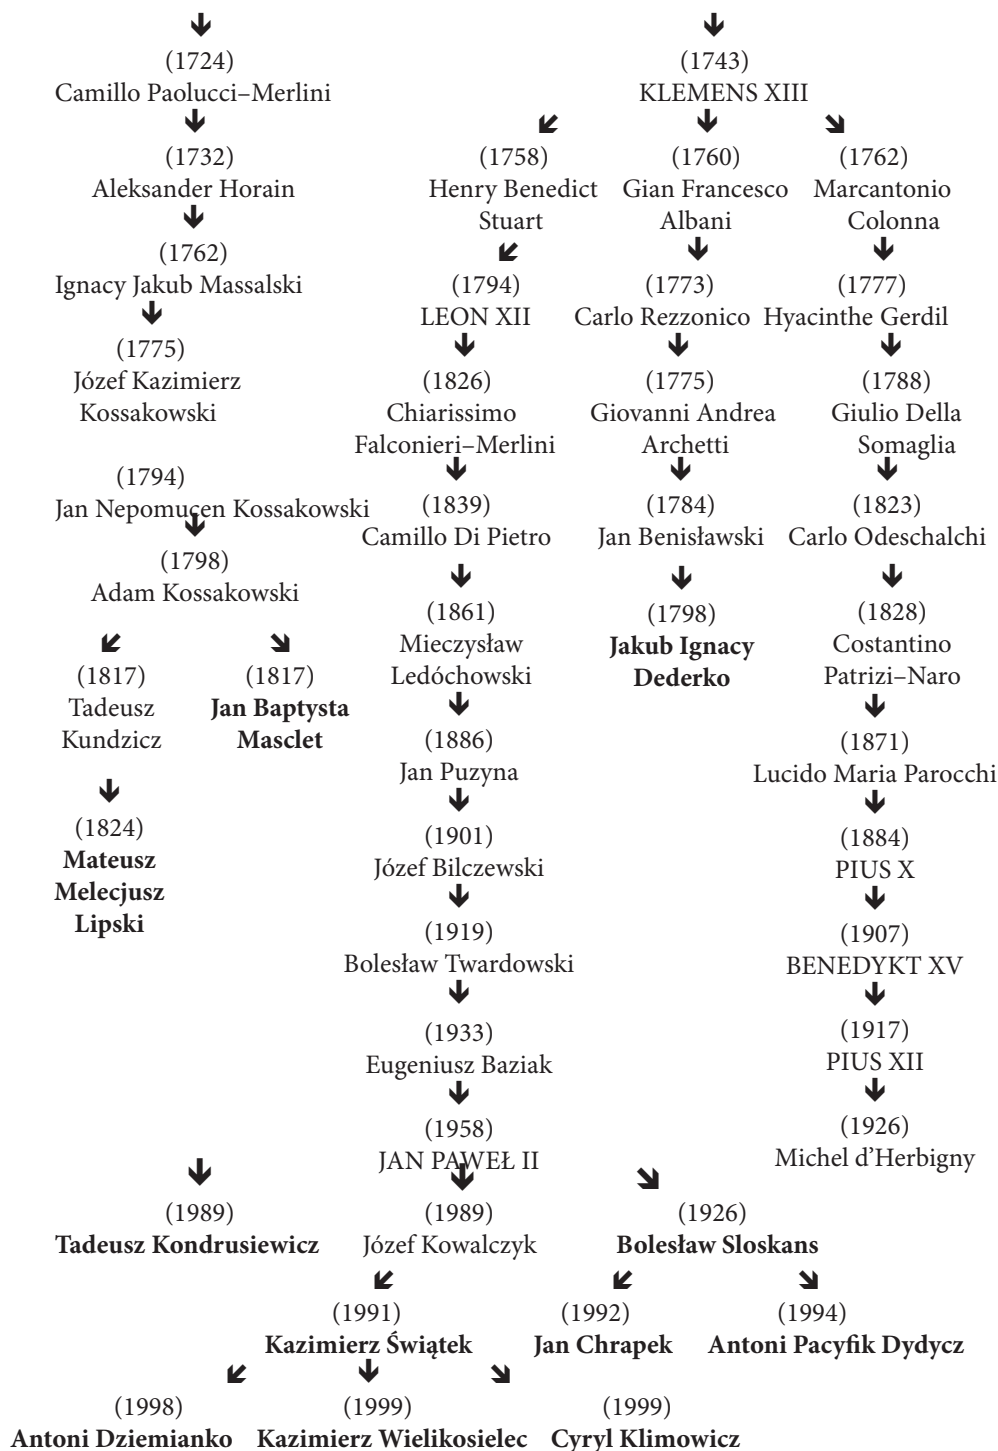 (1724)
Camillo Paolucci–Merlini
(1732)
Aleksander Horain
(1762)
Ignacy Jakub Massalski
(1775)
Józef Kazimierz
Kossakowski
(1794)
Jan Nepomucen Kossakowski
(1798)
Adam Kossakowski
(1817)
Tadeusz
Kundzicz
(1817)
Jan Baptysta
Masclet
(1824)
Mateusz
Melecjusz
Lipski
(1743)
KLEMENS XIII
(1758)
Henry Benedict
Stuart
(1794)
LEON XII
(1826)
Chiarissimo
Falconieri–Merlini
(1839)
Camillo Di Pietro
(1861)
Mieczysław
Ledóchowski
(1886)
Jan Puzyna
(1901)
Józef Bilczewski
(1919)
Bolesław Twardowski
(1933)
Eugeniusz Baziak
(1958)
JAN PAWEŁ II
(1760)
Gian Francesco
Albani
(1773)
Carlo Rezzonico
(1775)
Giovanni Andrea
Archetti
(1784)
Jan Benisławski
(1798)
Jakub Ignacy
Dederko
(1762)
Marcantonio
Colonna
(1777)
Hyacinthe Gerdil
(1788)
Giulio Della
Somaglia
(1823)
Carlo Odeschalchi
(1828)
Costantino
Patrizi–Naro
(1871)
Lucido Maria Parocchi
(1884)
PIUS X
(1907)
BENEDYKT XV
(1917)
PIUS XII
(1926)
Michel d’Herbigny
(1989)
Tadeusz Kondrusiewicz
(1989)
Józef Kowalczyk
(1926)
Bolesław Sloskans
(1991)
Kazimierz Świątek
(1992)
Jan Chrapek
(1994)
Antoni Pacyfik Dydycz
(1998)
Antoni Dziemianko
(1999)
Kazimierz Wielikosielec
(1999)
Cyryl Klimowicz